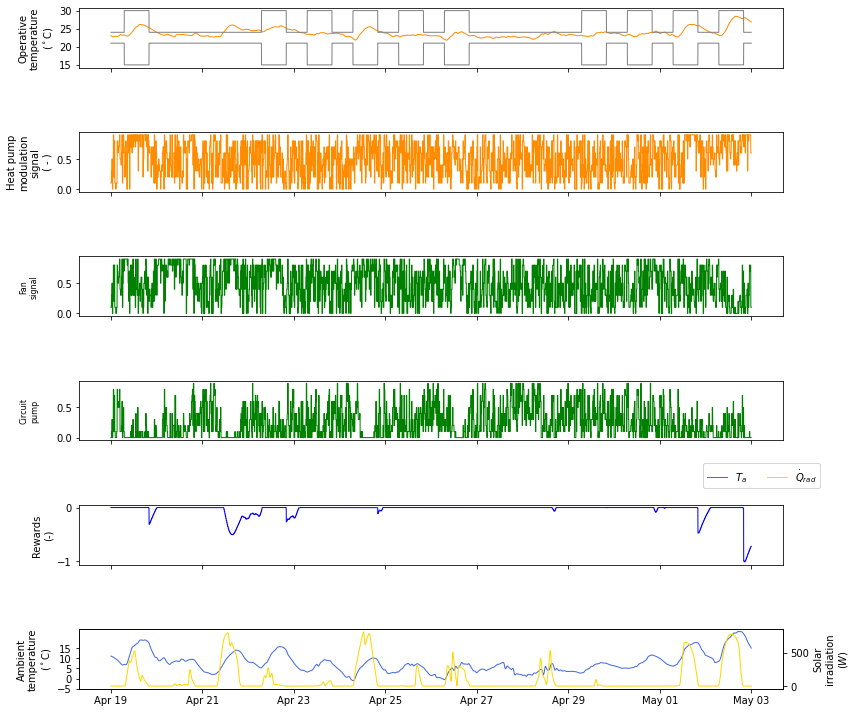 Operative
temperature
(°C)
30
25
20
15
Heat pump
modulation
signal
( - )
0.5
0.0
Fan
signal
0.5
0.0
Circuit
pump
0.5
0.0
T_a
Q̇_rad
Rewards
(-)
0
−1
Ambient
temperature
(°C)
15
10
5
0
−5
500
0
Solar
irradiation
(W)
Apr 19
Apr 21
Apr 23
Apr 25
Apr 27
Apr 29
May 01
May 03